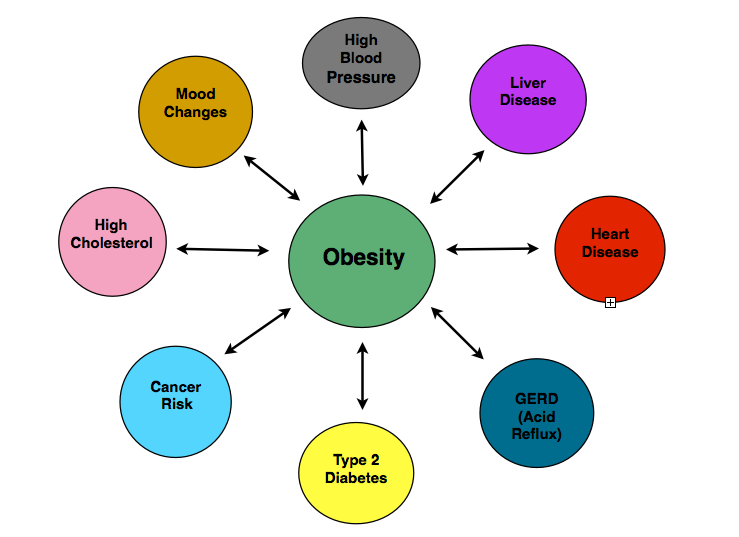 High
Blood
Pressure
Liver
Disease
Mood
Changes
High
Cholesterol
Obesity
Heart
Disease
Cancer
Risk
GERD
(Acid
Reflux)
Type 2
Diabetes